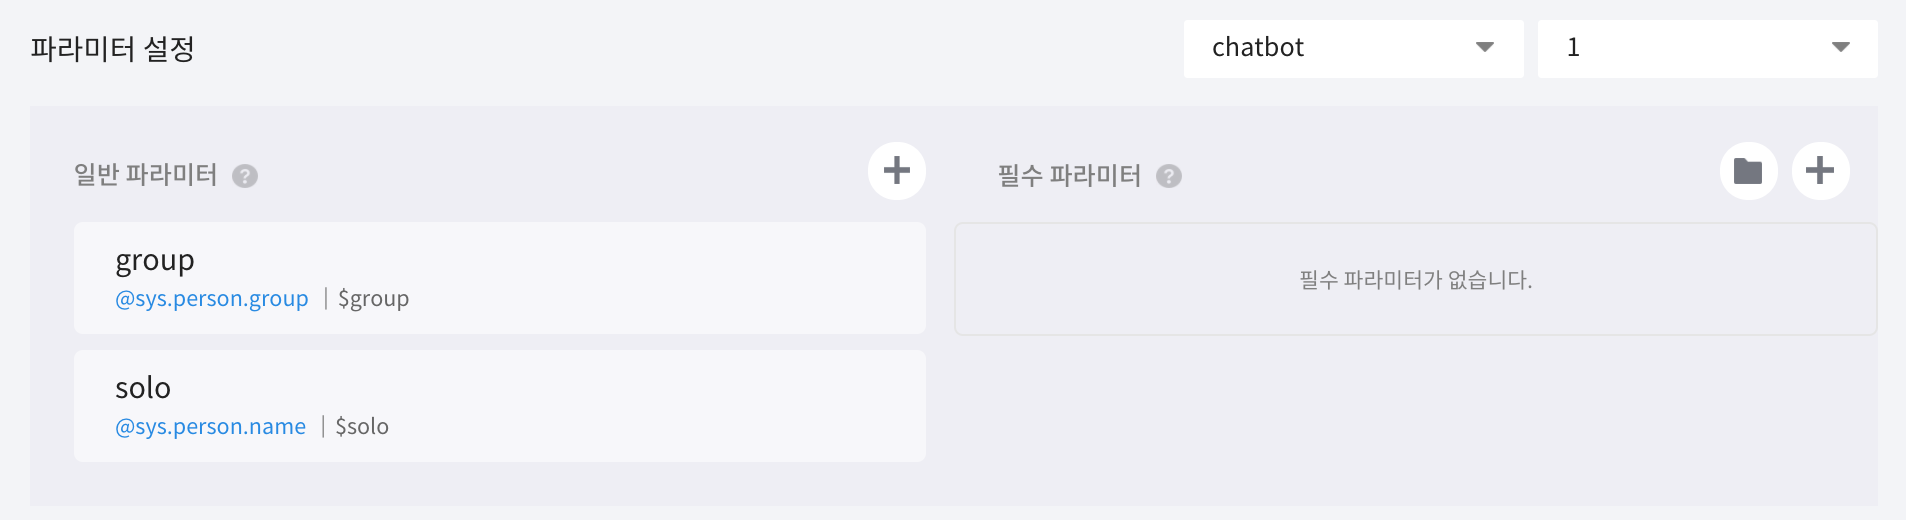 파라미터 설정
chatbot
1
일반 파라미터 ?
필수 파라미터 ?
group
@sys.person.group | $group
solo
@sys.person.name | $solo
필수 파라미터가 없습니다.